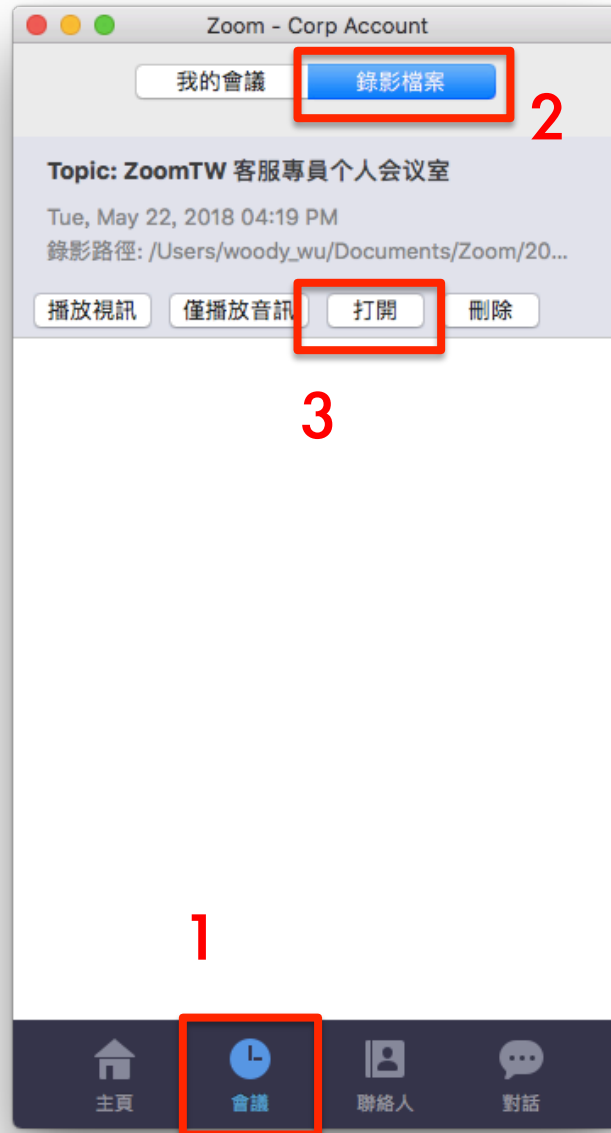 Zoom - Corp Account
我的會議 錄影檔案
2
Topic: ZoomTW 客服專員个人会议室
Tue, May 22, 2018 04:19 PM
錄影路徑: /Users/woody_wu/Documents/Zoom/20...
播放視訊 僅播放音訊 打開 刪除
3
1
主頁 會議 聯絡人 對話